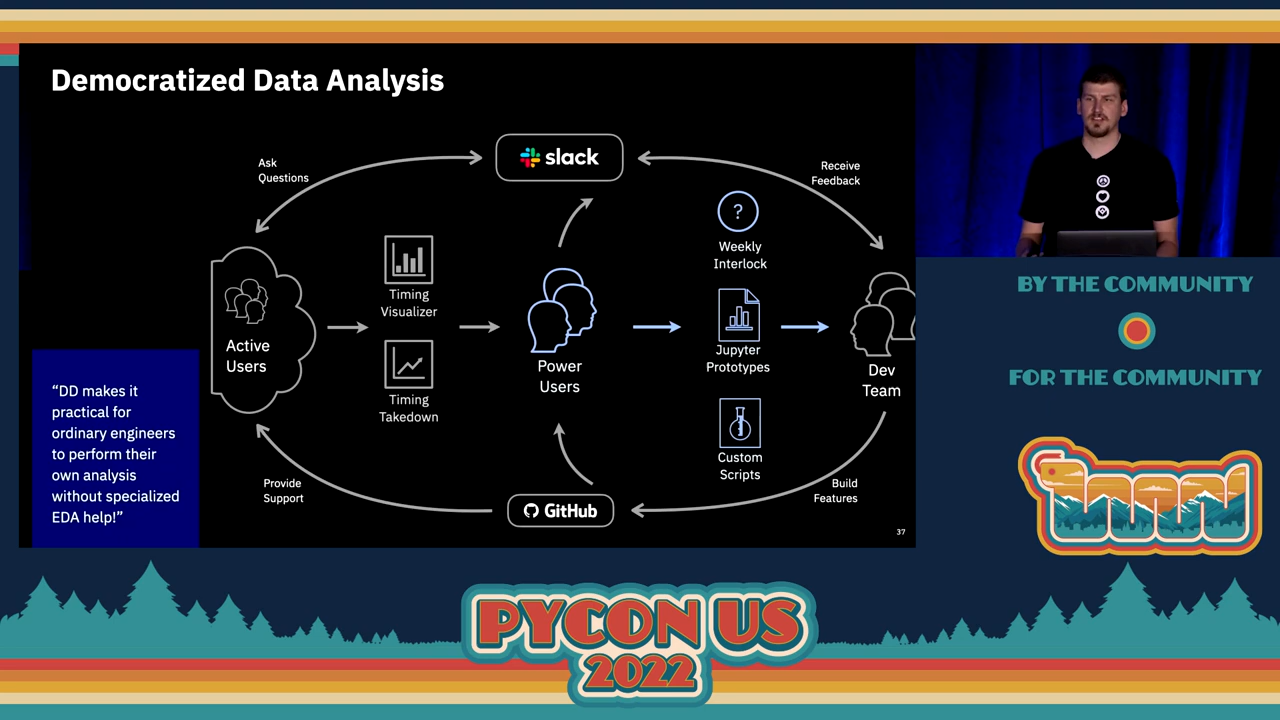 Democratized Data Analysis
slack
Ask
Questions
Receive
Feedback
Weekly
Interlock
Timing
Visualizer
Jupyter
Prototypes
Active
Users
Power
Users
Dev
Team
Timing
Takedown
Custom
Scripts
Provide
Support
Build
Features
GitHub
“DD makes it
practical for
ordinary engineers
to perform their
own analysis
without specialized
EDA help!”
37
BY THE COMMUNITY
FOR THE COMMUNITY
PYCON US
2022